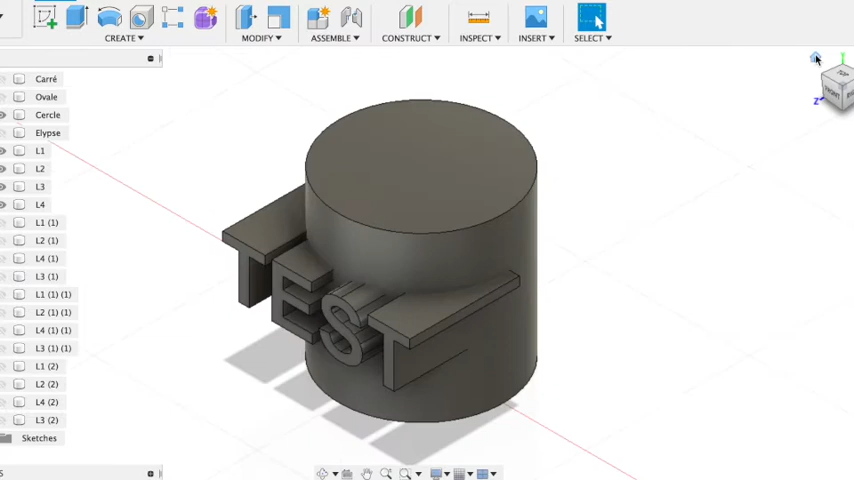 CREATE MODIFY ASSEMBLE CONSTRUCT INSPECT INSERT SELECT
Carré
Ovale
Cercle
Elypse
L1
L2
L3
L4
L1 (1)
L2 (1)
L4 (1)
L3 (1)
L1 (1) (1)
L2 (1) (1)
L4 (1) (1)
L3 (1) (1)
L1 (2)
L2 (2)
L4 (2)
L3 (2)
Sketches
TEST
TOP
FRONT
Z